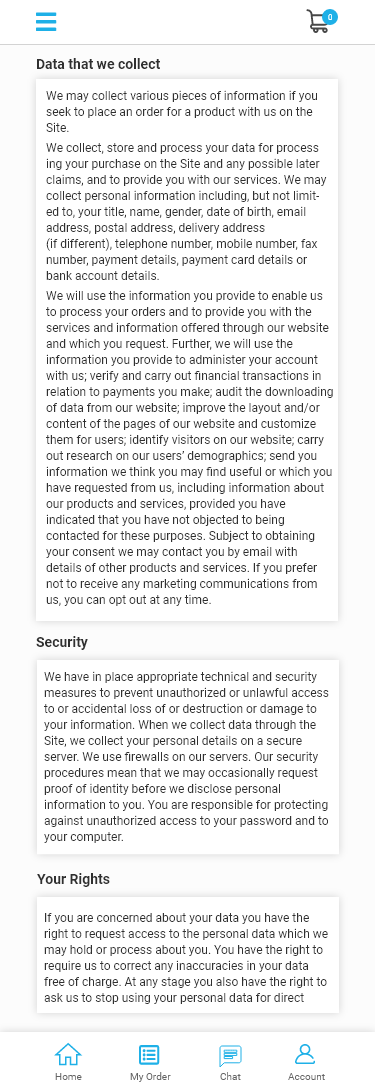 0
Data that we collect
We may collect various pieces of information if you
seek to place an order for a product with us on the
Site.
We collect, store and process your data for process
ing your purchase on the Site and any possible later
claims, and to provide you with our services. We may
collect personal information including, but not limit-
ed to, your title, name, gender, date of birth, email
address, postal address, delivery address
(if different), telephone number, mobile number, fax
number, payment details, payment card details or
bank account details.
We will use the information you provide to enable us
to process your orders and to provide you with the
services and information offered through our website
and which you request. Further, we will use the
information you provide to administer your account
with us; verify and carry out financial transactions in
relation to payments you make; audit the downloading
of data from our website; improve the layout and/or
content of the pages of our website and customize
them for users; identify visitors on our website; carry
out research on our users’ demographics; send you
information we think you may find useful or which you
have requested from us, including information about
our products and services, provided you have
indicated that you have not objected to being
contacted for these purposes. Subject to obtaining
your consent we may contact you by email with
details of other products and services. If you prefer
not to receive any marketing communications from
us, you can opt out at any time.
Security
We have in place appropriate technical and security
measures to prevent unauthorized or unlawful access
to or accidental loss of or destruction or damage to
your information. When we collect data through the
Site, we collect your personal details on a secure
server. We use firewalls on our servers. Our security
procedures mean that we may occasionally request
proof of identity before we disclose personal
information to you. You are responsible for protecting
against unauthorized access to your password and to
your computer.
Your Rights
If you are concerned about your data you have the
right to request access to the personal data which we
may hold or process about you. You have the right to
require us to correct any inaccuracies in your data
free of charge. At any stage you also have the right to
ask us to stop using your personal data for direct
Home My Order Chat Account